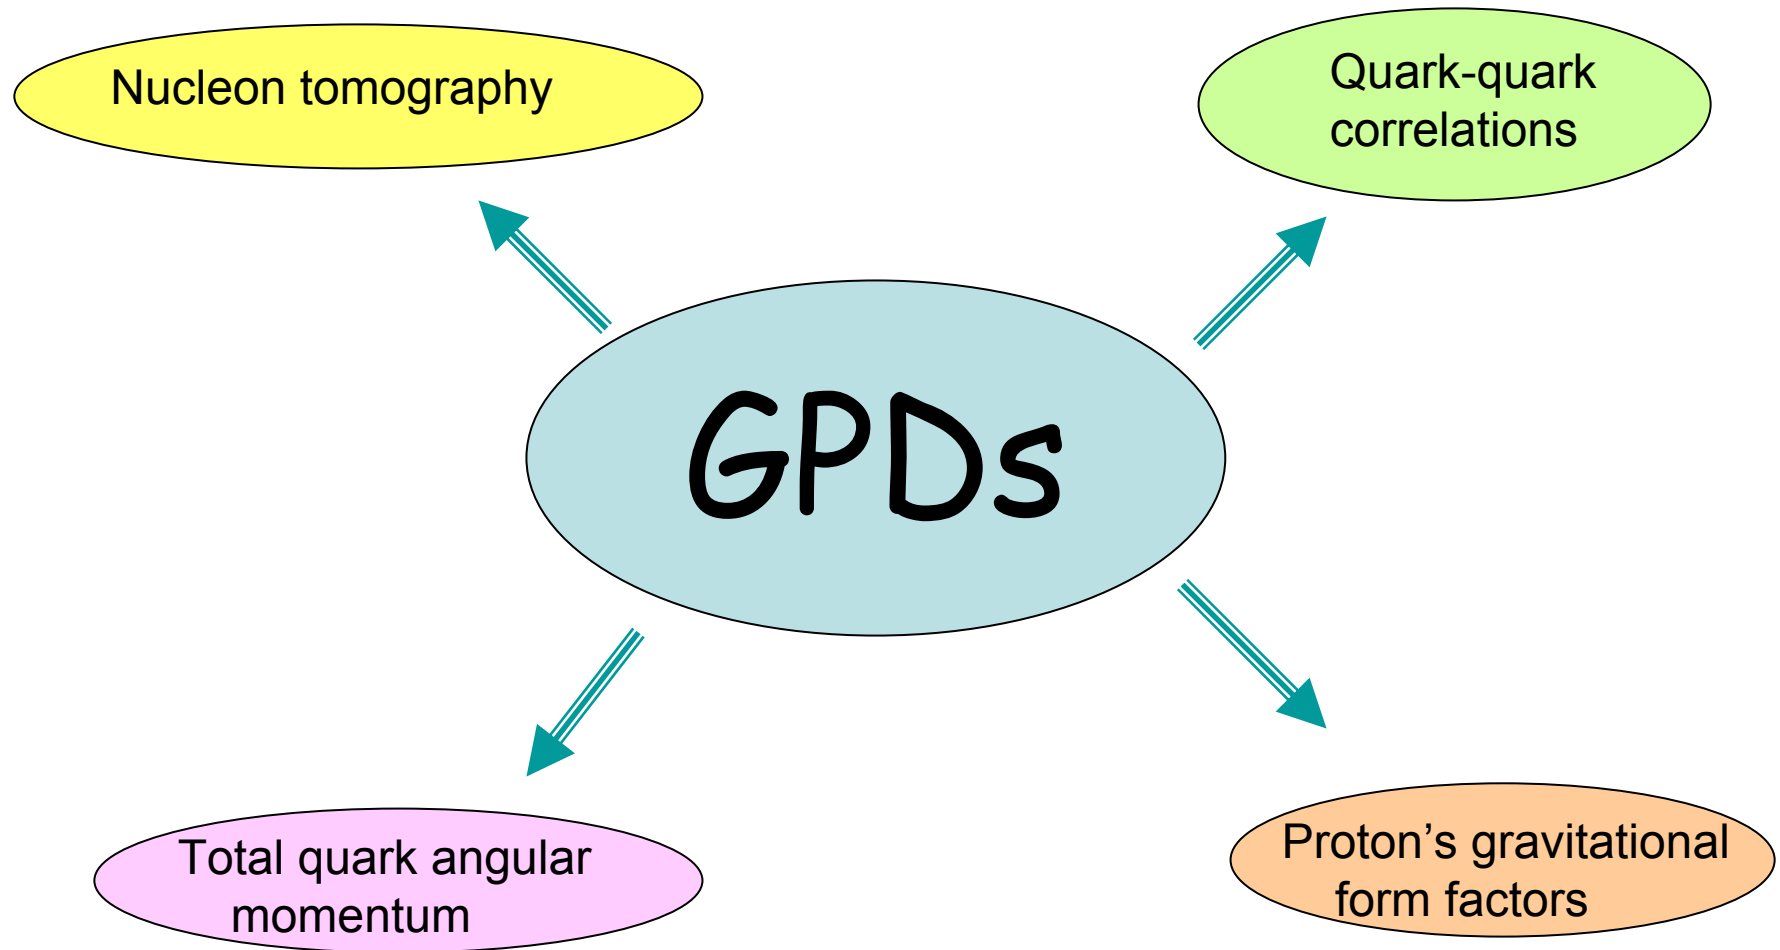 Nucleon tomography
Quark-quark
correlations
GPDs
Total quark angular
momentum
Proton’s gravitational
form factors